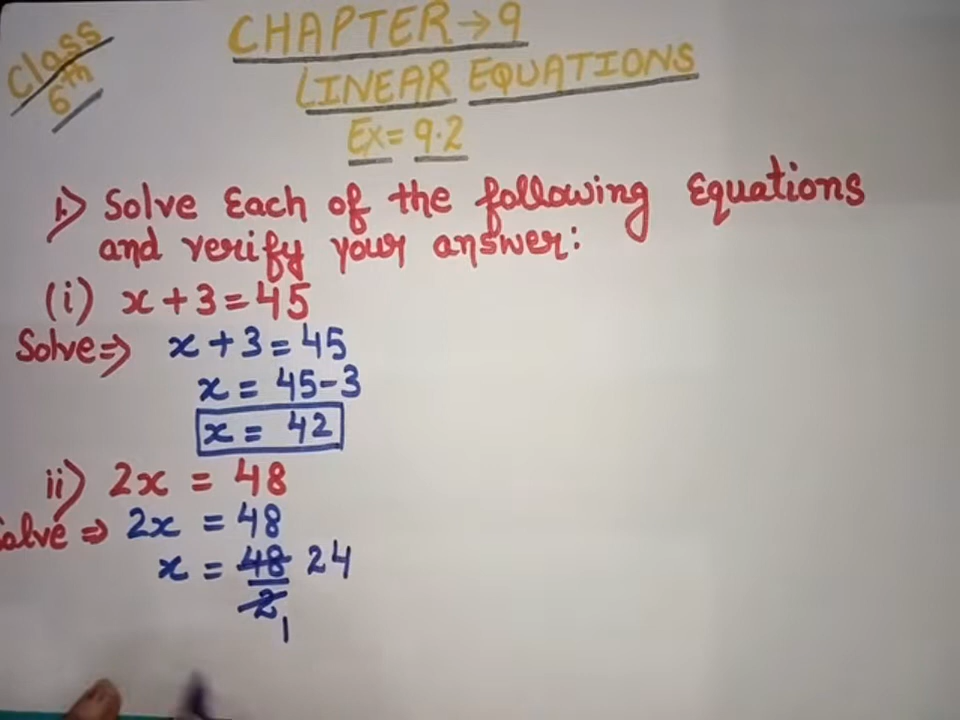 Class 6th
CHAPTER → 9
LINEAR EQUATIONS
Ex = 9.2
1.) Solve Each of the following Equations
and verify your answer:
(i) x + 3 = 45
Solve ⇒ x + 3 = 45
x = 45 - 3
x = 42
ii) 2x = 48
Solve ⇒ 2x = 48
x = 48/2 24
1